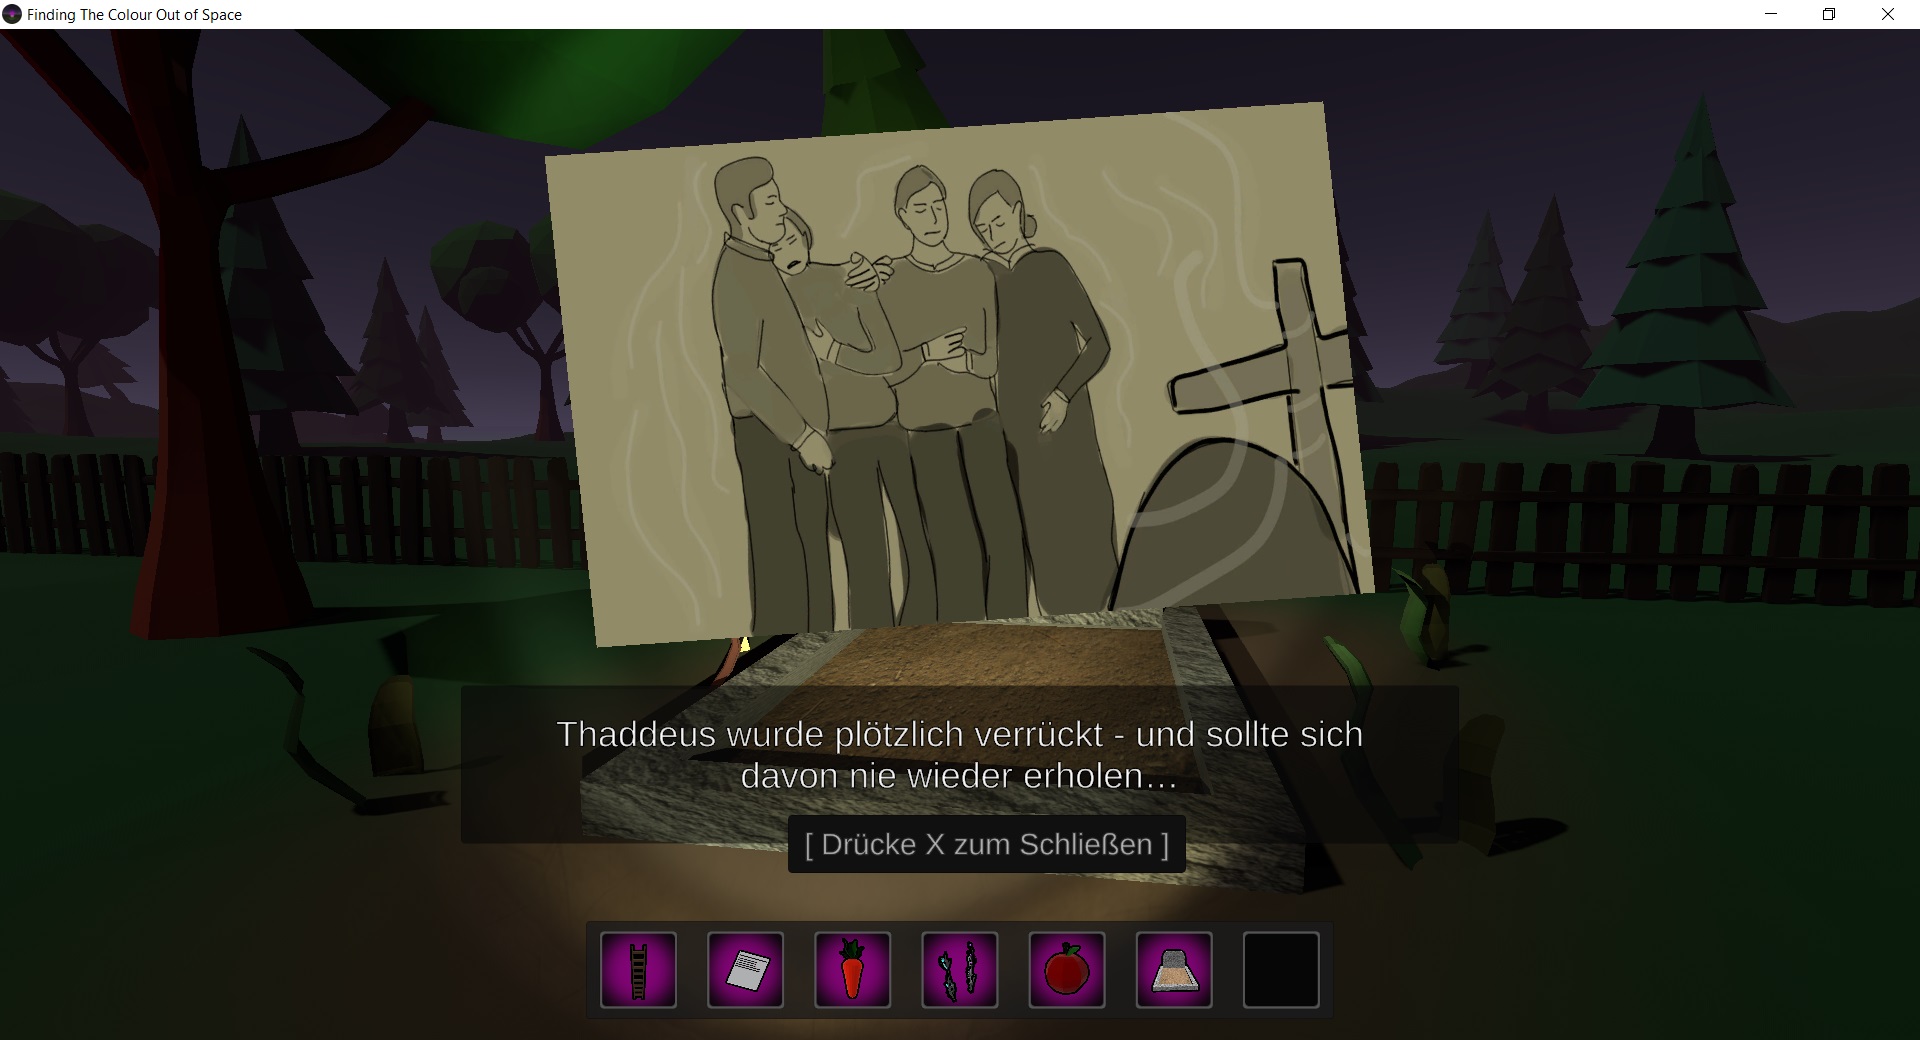 Finding The Colour Out of Space
Thaddeus wurde plötzlich verrückt - und sollte sich
davon nie wieder erholen...
[ Drücke X zum Schließen ]